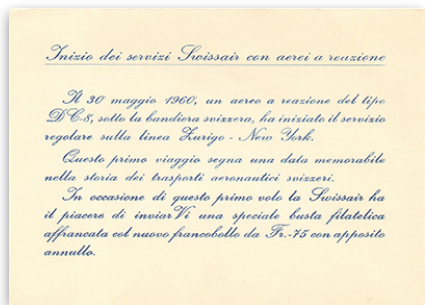 Inizio dei servizi Swissair con aerei a reazione
Il 30 maggio 1960, un aereo a reazione del tipo
DC-8, sotto la bandiera svizzera, ha iniziato il servizio
regolare sulla linea Zurigo - New York.
Questo primo viaggio segna una data memorabile
nella storia dei trasporti aeronautici svizzeri.
In occasione di questo primo volo la Swissair ha
il piacere di inviarVi una speciale busta filatelica
affrancata col nuovo francobollo da Fr.-75 con apposito
annullo.